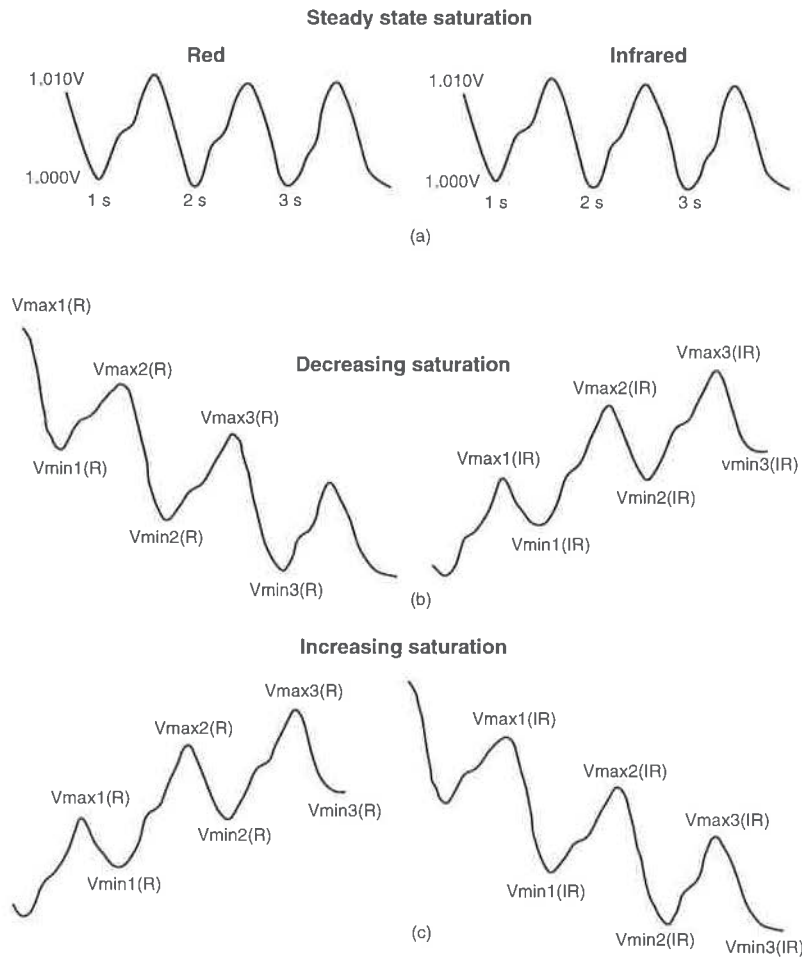 Steady state saturation
Red
Infrared
1.010V
1.010V
1.000V
1,000V
1 s
2 s
3 s
1 s
2 s
3 s
(a)
Vmax1(R)
Decreasing saturation
Vmax2(R)
Vmax3(R)
Vmin1(R)
Vmin2(R)
Vmin3(R)
Vmax3(IR)
Vmax2(IR)
Vmax1(IR)
vmin3(IR)
Vmin2(IR)
Vmin1(IR)
(b)
Increasing saturation
Vmax3(R)
Vmax2(R)
Vmax1(R)
Vmin3(R)
Vmin2(R)
Vmin1(R)
Vmax1(IR)
Vmax2(IR)
Vmax3(IR)
Vmin1(IR)
Vmin2(IR)
Vmin3(IR)
(c)